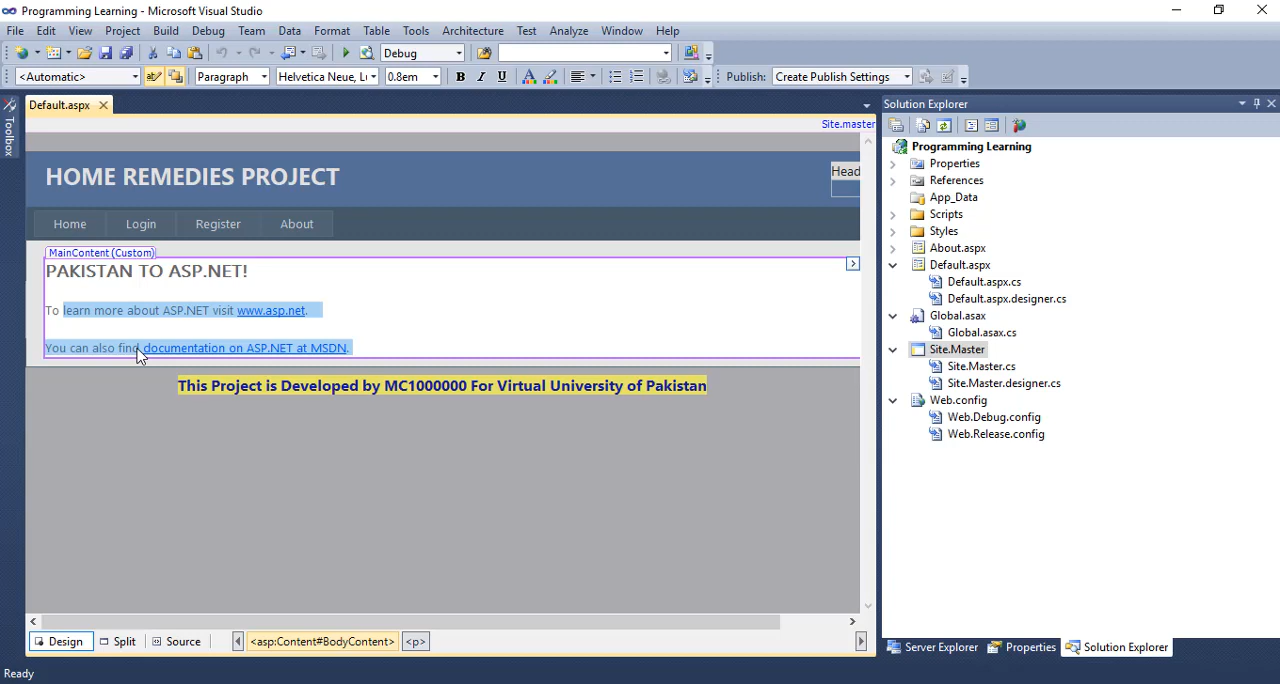 Programming Learning - Microsoft Visual Studio
File Edit View Project Build Debug Team Data Format Table Tools Architecture Test Analyze Window Help
Debug
<Automatic> Paragraph Helvetica Neue, Lu 0.8em B I U A Publish: Create Publish Settings
Toolbox
Default.aspx
Site.master
HOME REMEDIES PROJECT
Head
Home Login Register About
MainContent (Custom)
PAKISTAN TO ASP.NET!
To learn more about ASP.NET visit www.asp.net.
You can also find documentation on ASP.NET at MSDN.
This Project is Developed by MC1000000 For Virtual University of Pakistan
Design Split Source <asp:Content#BodyContent> <p>
Solution Explorer
Programming Learning
Properties
References
App_Data
Scripts
Styles
About.aspx
Default.aspx
Default.aspx.cs
Default.aspx.designer.cs
Global.asax
Global.asax.cs
Site.Master
Site.Master.cs
Site.Master.designer.cs
Web.config
Web.Debug.config
Web.Release.config
Server Explorer Properties Solution Explorer
Ready